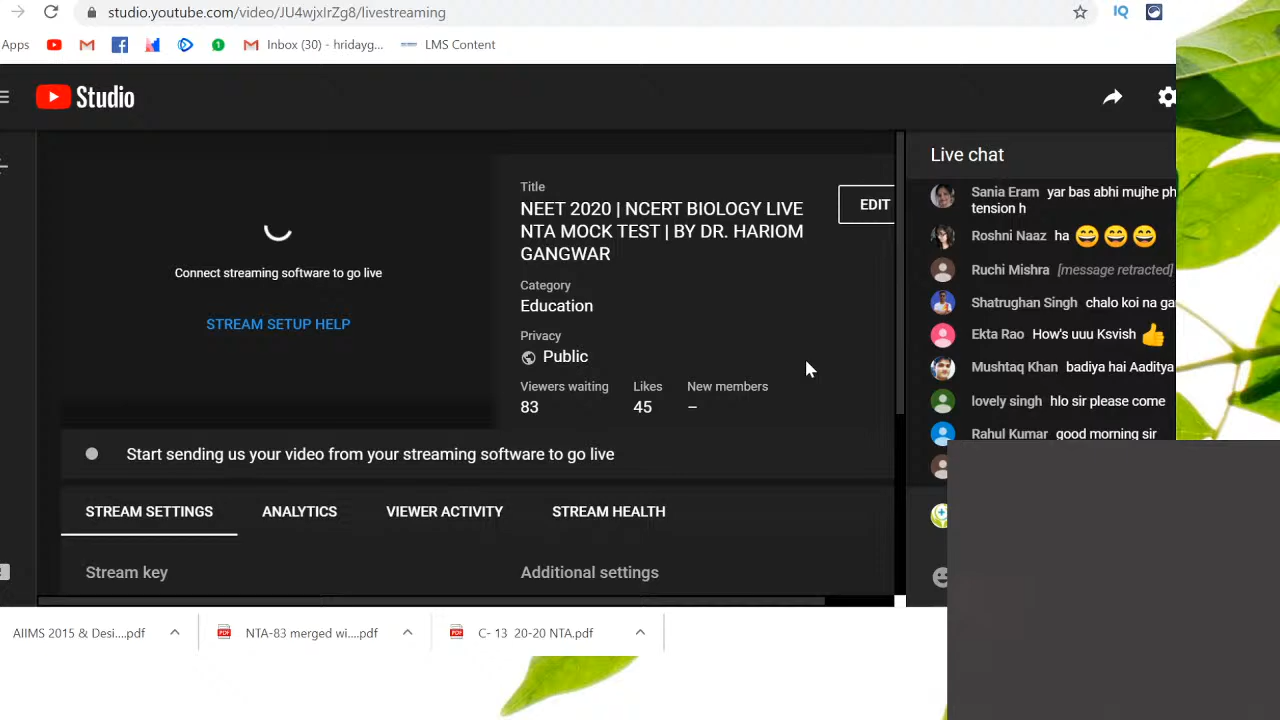 studio.youtube.com/video/JU4wjxIrZg8/livestreaming
Apps
Inbox (30) - hridayg...
LMS Content
Studio
Connect streaming software to go live
STREAM SETUP HELP
Title
NEET 2020 | NCERT BIOLOGY LIVE
NTA MOCK TEST | BY DR. HARIOM
GANGWAR
EDIT
Category
Education
Privacy
Public
Viewers waiting Likes New members
83 45 –
Start sending us your video from your streaming software to go live
STREAM SETTINGS ANALYTICS VIEWER ACTIVITY STREAM HEALTH
Stream key Additional settings
Live chat
Sania Eram yar bas abhi mujhe ph
tension h
Roshni Naaz ha
Ruchi Mishra [message retracted]
Shatrughan Singh chalo koi na ga
Ekta Rao How's uuu Ksvish
Mushtaq Khan badiya hai Aaditya
lovely singh hlo sir please come
Rahul Kumar good morning sir
AIIMS 2015 & Desi....pdf
NTA-83 merged wi....pdf
C- 13 20-20 NTA.pdf